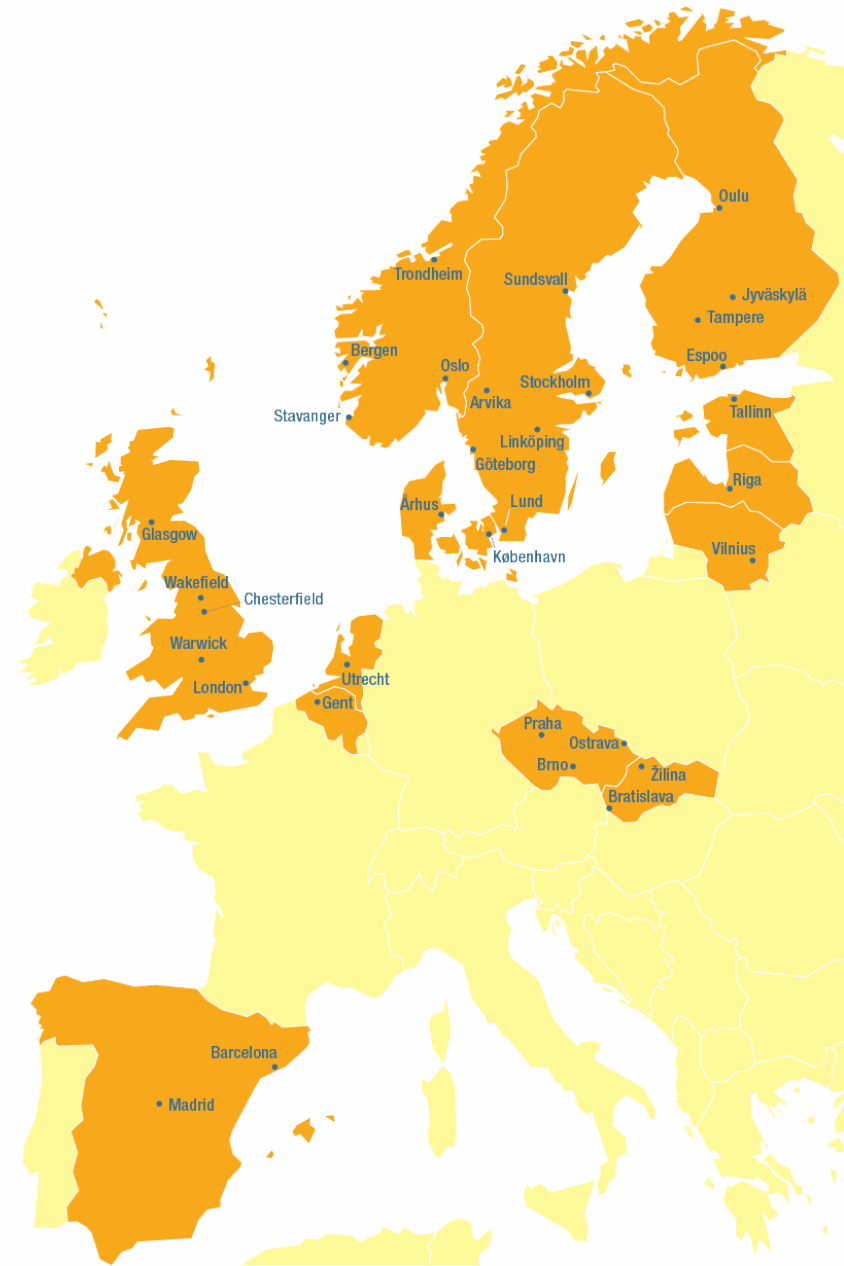 Oulu
Trondheim
Sundsvall
Jyväskylä
Tampere
Bergen
Espoo
Oslo
Stockholm
Arvika
Stavanger
Tallinn
Linköping
Göteborg
Riga
Århus
Lund
Glasgow
København
Vilnius
Wakefield
Chesterfield
Warwick
Utrecht
London
Gent
Praha
Ostrava
Brno
Žilina
Bratislava
Barcelona
Madrid